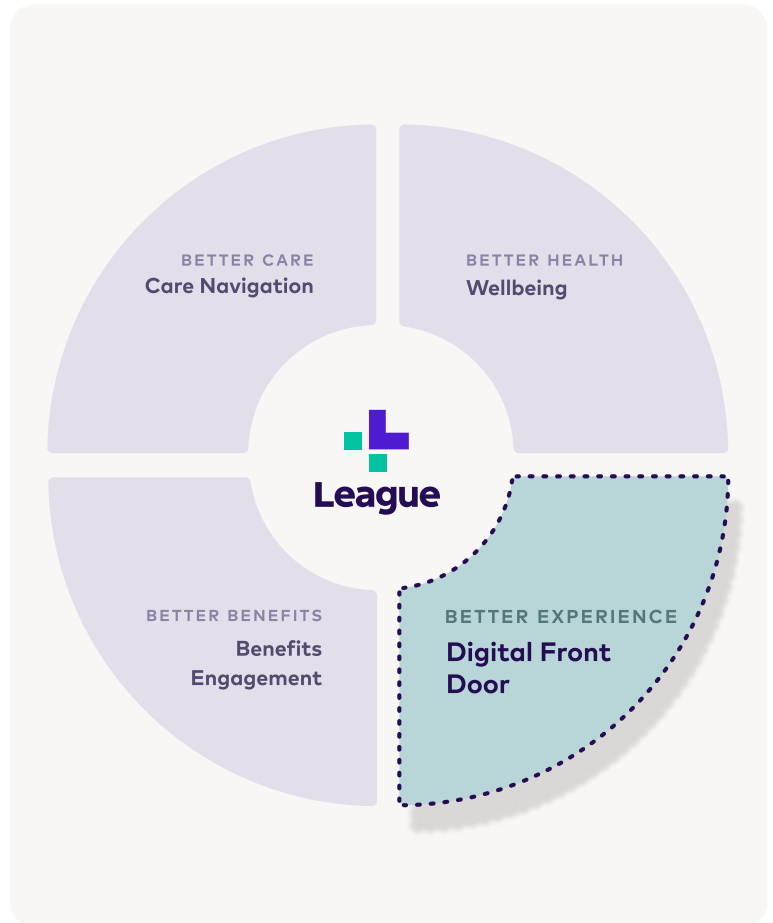 BETTER CARE
Care Navigation
BETTER HEALTH
Wellbeing
League
BETTER BENEFITS
Benefits
Engagement
BETTER EXPERIENCE
Digital Front
Door